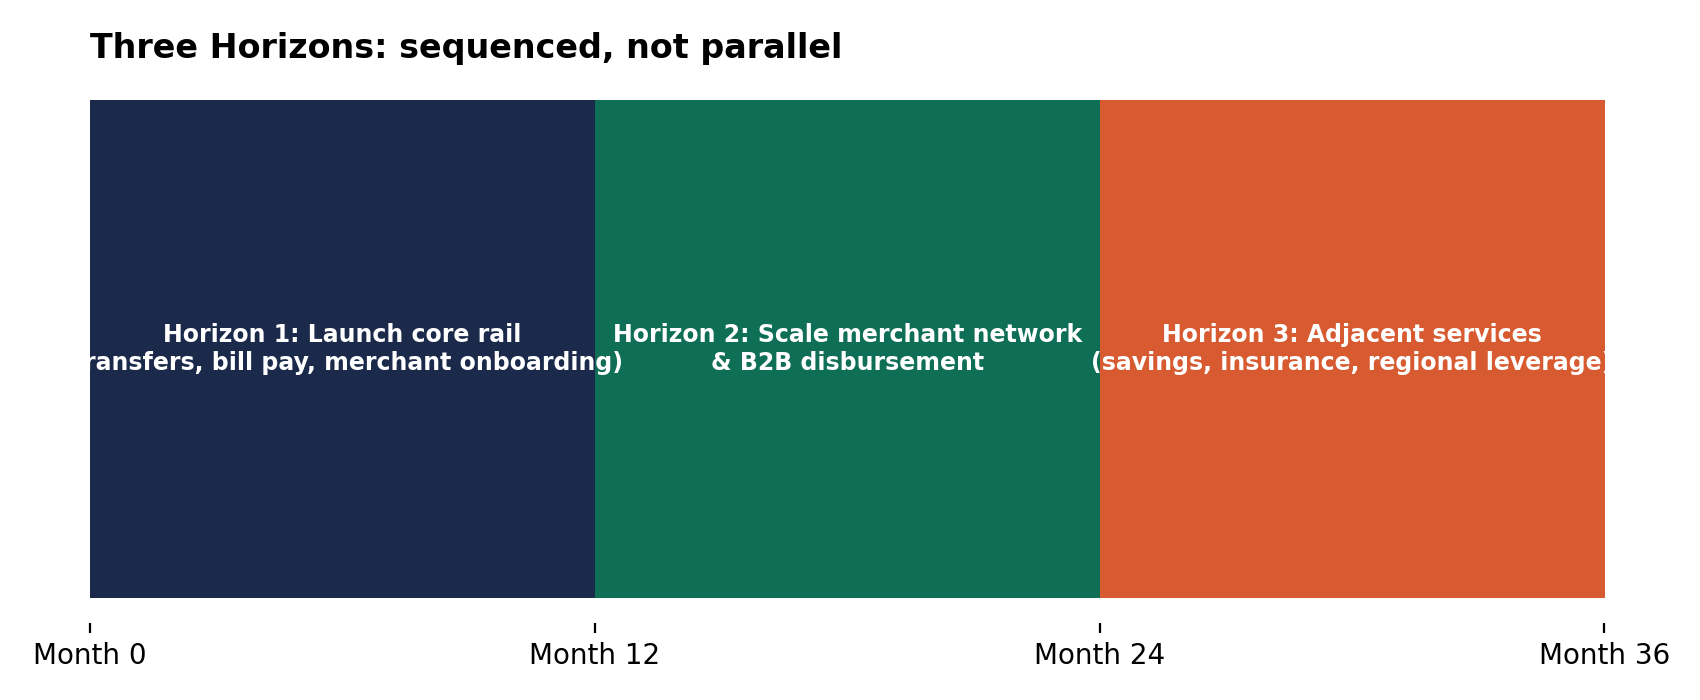 Three Horizons: sequenced, not parallel
Horizon 1: Launch core rail
ransfers, bill pay, merchant onboarding)
Horizon 2: Scale merchant network
& B2B disbursement
Horizon 3: Adjacent services
(savings, insurance, regional leverage)
Month 0
Month 12
Month 24
Month 36